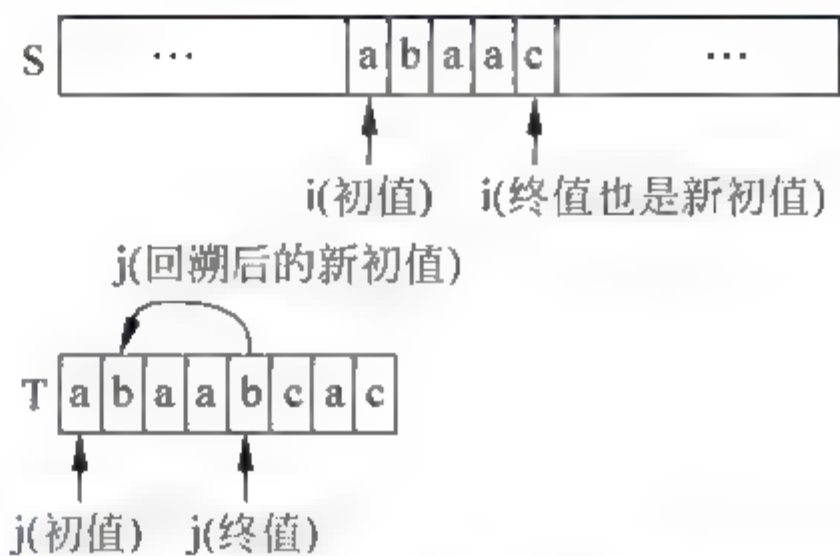 S ... a b a a c ...
i(初值) i(终值也是新初值)
j(回溯后的新初值)
T a b a a b c a c
j(初值) j(终值)